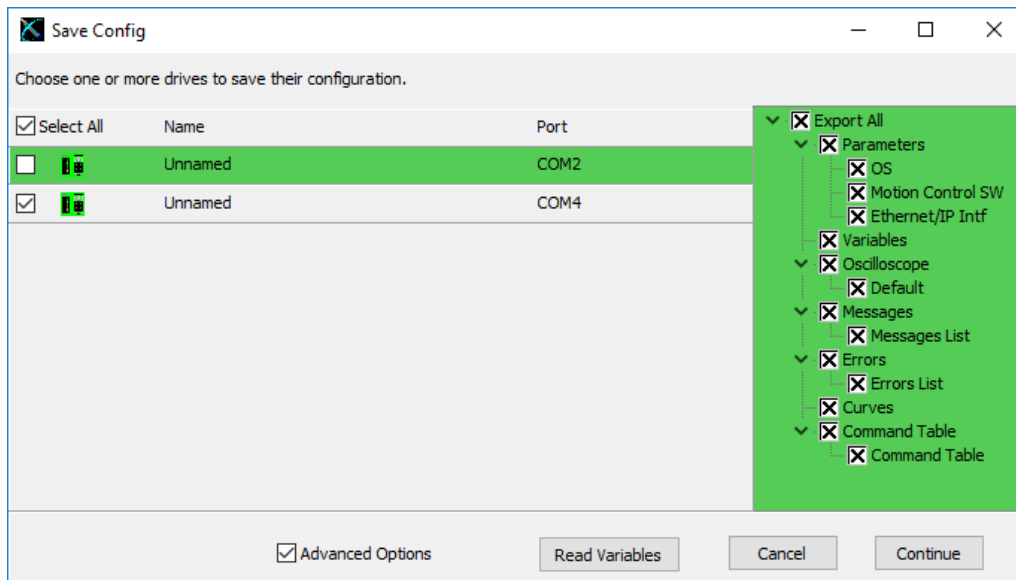 Save Config
Choose one or more drives to save their configuration.
Select All Name Port
Unnamed COM2
Unnamed COM4
Export All
Parameters
OS
Motion Control SW
Ethernet/IP Intf
Variables
Oscilloscope
Default
Messages
Messages List
Errors
Errors List
Curves
Command Table
Command Table
Advanced Options Read Variables Cancel Continue